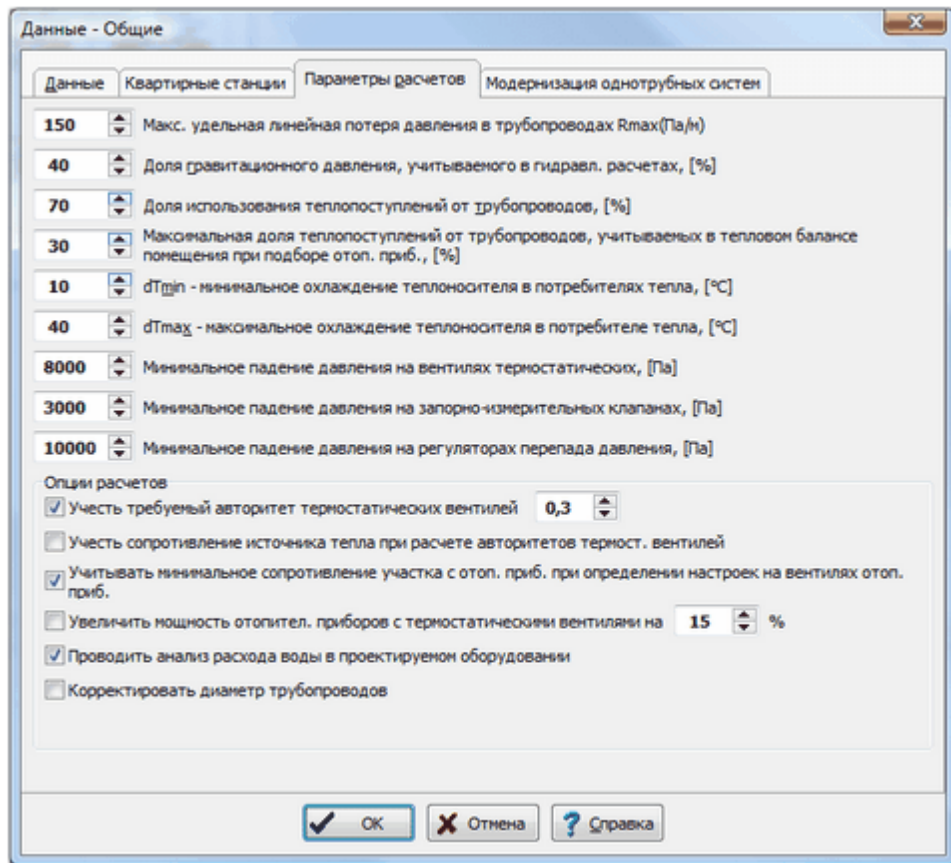 Данные - Общие
Данные Квартирные станции Параметры расчетов Модернизация однотрубных систем
150 Макс. удельная линейная потеря давления в трубопроводах Rmax(Па/м)
40 Доля гравитационного давления, учитываемого в гидравл. расчетах, [%]
70 Доля использования теплопоступлений от трубопроводов, [%]
30 Максимальная доля теплопоступлений от трубопроводов, учитываемых в тепловом балансе
помещения при подборе отоп. приб., [%]
10 dTmin - минимальное охлаждение теплоносителя в потребителях тепла, [°C]
40 dTmax - максимальное охлаждение теплоносителя в потребителе тепла, [°C]
8000 Минимальное падение давления на вентилях термостатических, [Па]
3000 Минимальное падение давления на запорно-измерительных клапанах, [Па]
10000 Минимальное падение давления на регуляторах перепада давления, [Па]
Опции расчетов
Учесть требуемый авторитет термостатических вентилей 0,3
Учесть сопротивление источника тепла при расчете авторитетов термост. вентилей
Учитывать минимальное сопротивление участка с отоп. приб. при определении настроек на вентилях отоп.
приб.
Увеличить мощность отопител. приборов с термостатическими вентилями на 15 %
Проводить анализ расхода воды в проектируемом оборудовании
Корректировать диаметр трубопроводов
OK Отмена ? Справка